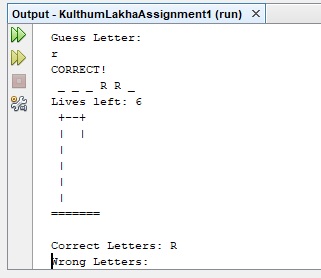 Output - KulthumLakhaAssignment1 (run) ×
Guess Letter:
r
CORRECT!
_ _ _ R R _
Lives left: 6
+--+
|  |
|
|
|
|
=======
Correct Letters: R
Wrong Letters: